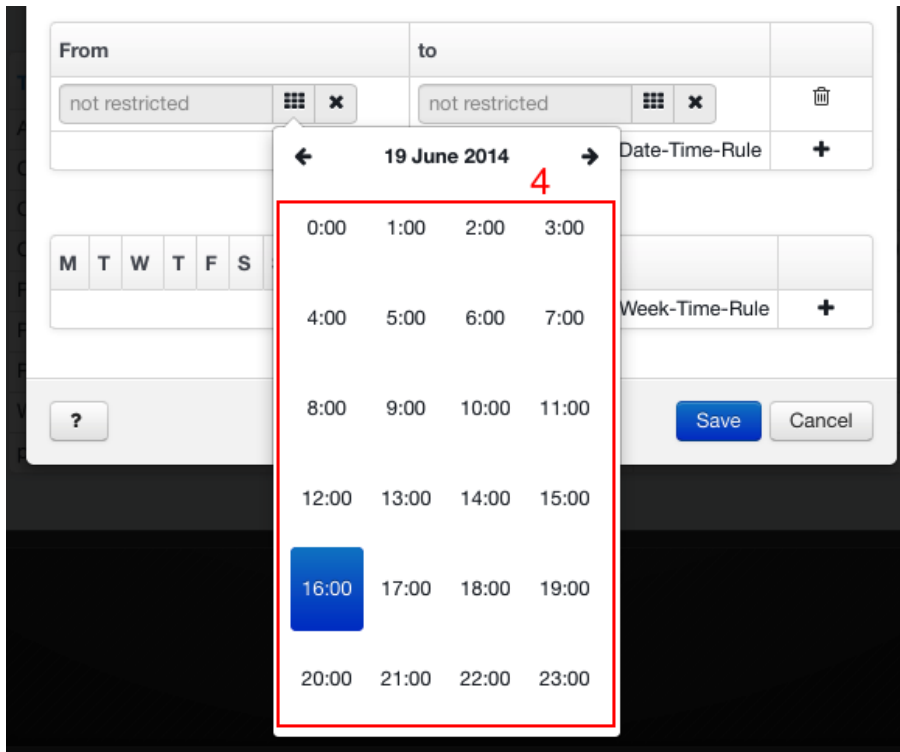 From to
not restricted not restricted
19 June 2014
Date-Time-Rule
4
0:00 1:00 2:00 3:00
M T W T F S
4:00 5:00 6:00 7:00
Week-Time-Rule
8:00 9:00 10:00 11:00
? Save Cancel
12:00 13:00 14:00 15:00
16:00 17:00 18:00 19:00
20:00 21:00 22:00 23:00